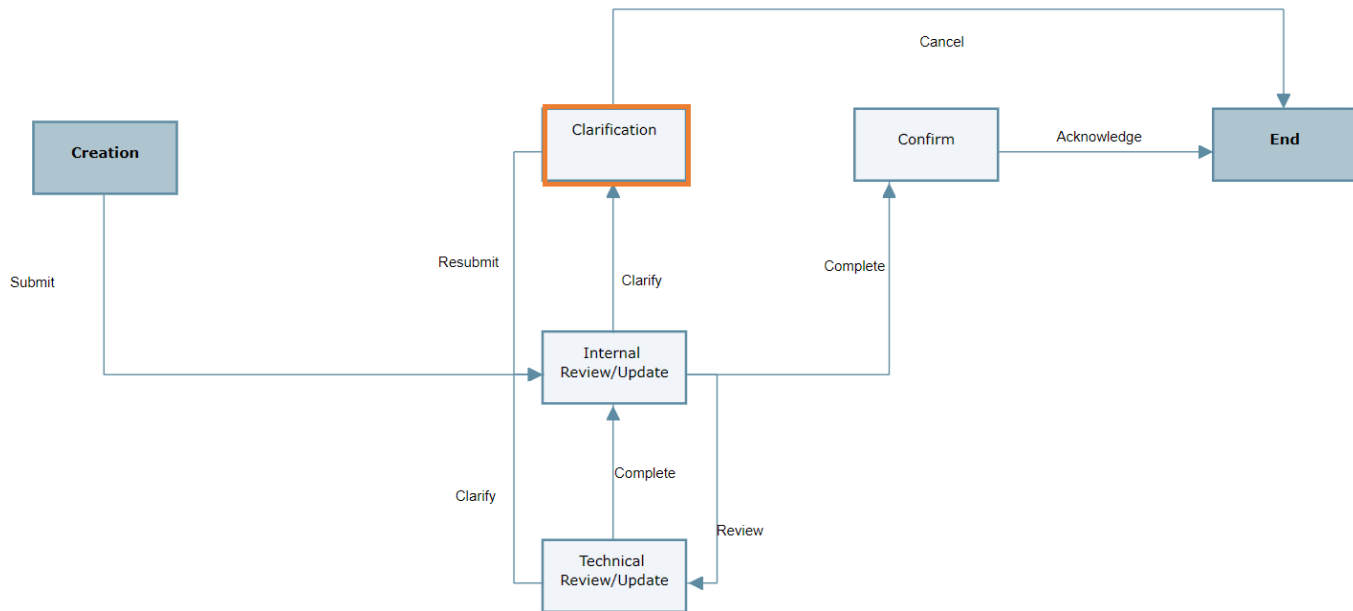 Cancel
Clarification
Confirm
Acknowledge
End
Creation
Resubmit
Complete
Submit
Clarify
Internal
Review/Update
Complete
Clarify
Review
Technical
Review/Update